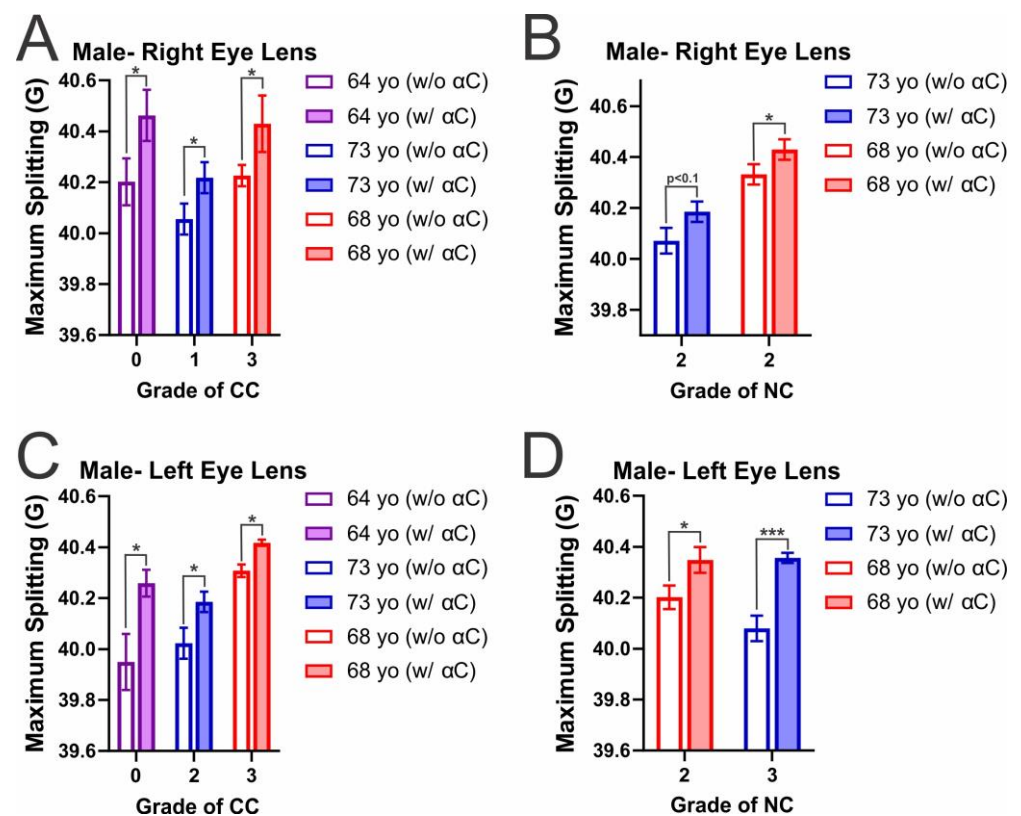 A
Male- Right Eye Lens
Maximum Splitting (G)
40.6
40.4
40.2
40.0
39.8
39.6
*
*
*
0
1
3
Grade of CC
64 yo (w/o αC)
64 yo (w/ αC)
73 yo (w/o αC)
73 yo (w/ αC)
68 yo (w/o αC)
68 yo (w/ αC)
B
Male- Right Eye Lens
Maximum Splitting (G)
40.6
40.4
40.2
40.0
39.8
p<0.1
*
2
2
Grade of NC
73 yo (w/o αC)
73 yo (w/ αC)
68 yo (w/o αC)
68 yo (w/ αC)
C
Male- Left Eye Lens
Maximum Splitting (G)
40.6
40.4
40.2
40.0
39.8
39.6
*
*
*
0
2
3
Grade of CC
64 yo (w/o αC)
64 yo (w/ αC)
73 yo (w/o αC)
73 yo (w/ αC)
68 yo (w/o αC)
68 yo (w/ αC)
D
Male- Left Eye Lens
Maximum Splitting (G)
40.6
40.4
40.2
40.0
39.8
39.6
*
***
2
3
Grade of NC
73 yo (w/o αC)
73 yo (w/ αC)
68 yo (w/o αC)
68 yo (w/ αC)